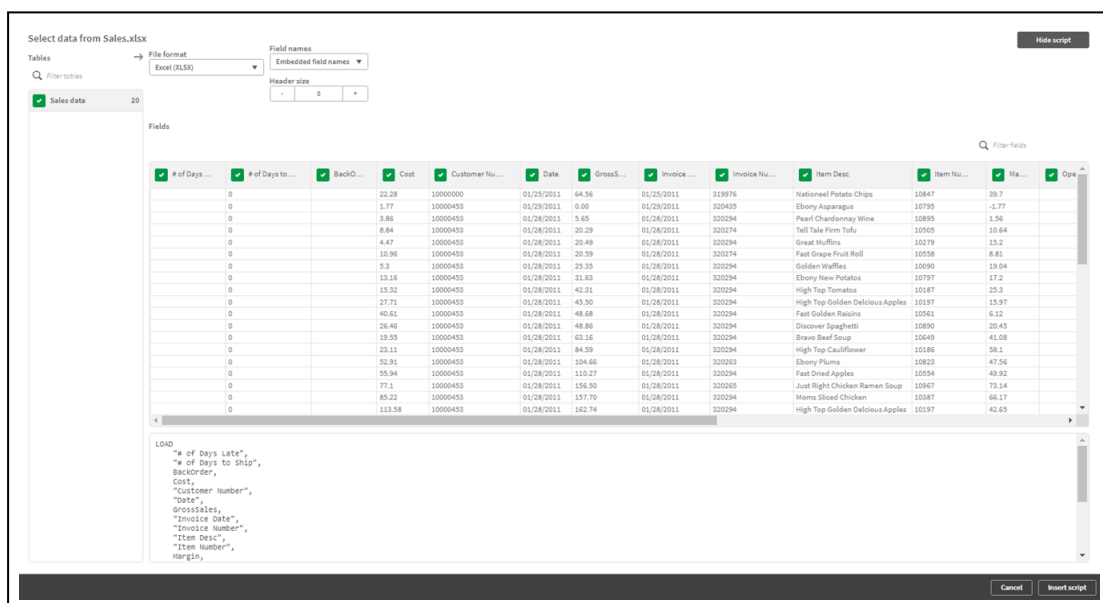 Select data from Sales.xlsx
Hide script
Tables
File format
Field names
Filter tables
Excel (XLSX)
Embedded field names
Header size
- 0 +
Sales data 20
Fields
Filter fields
# of Days ... # of Days to ... BackO... Cost Customer Nu... Date GrossS... Invoice ... Invoice Nu... Item Desc Item Nu... Ma... Ope
0 22.28 10000000 01/25/2011 64.56 01/25/2011 319976 Nationeel Potato Chips 10847 39.7
0 1.77 10000453 01/29/2011 0.00 01/29/2011 320435 Ebony Asparagus 10795 -1.77
0 3.86 10000453 01/28/2011 5.65 01/28/2011 320294 Pearl Chardonnay Wine 10895 1.56
0 8.84 10000453 01/28/2011 20.29 01/28/2011 320274 Tell Tale Firm Tofu 10505 10.64
0 4.47 10000453 01/28/2011 20.49 01/28/2011 320294 Great Muffins 10279 15.2
0 10.96 10000453 01/28/2011 20.59 01/28/2011 320274 Fast Grape Fruit Roll 10558 8.81
0 5.3 10000453 01/28/2011 25.35 01/28/2011 320294 Golden Waffles 10090 19.04
0 13.16 10000453 01/28/2011 31.63 01/28/2011 320294 Ebony New Potatos 10797 17.2
0 15.32 10000453 01/28/2011 42.31 01/28/2011 320294 High Top Tomatos 10187 25.3
0 27.71 10000453 01/28/2011 45.50 01/28/2011 320294 High Top Golden Delcious Apples 10197 15.97
0 40.61 10000453 01/28/2011 48.68 01/28/2011 320294 Fast Golden Raisins 10561 6.12
0 26.46 10000453 01/28/2011 48.86 01/28/2011 320294 Discover Spaghetti 10890 20.45
0 19.55 10000453 01/28/2011 63.16 01/28/2011 320294 Bravo Beef Soup 10649 41.08
0 23.11 10000453 01/28/2011 84.59 01/28/2011 320294 High Top Cauliflower 10186 58.1
0 52.91 10000453 01/28/2011 104.66 01/28/2011 320263 Ebony Plums 10823 47.56
0 55.94 10000453 01/28/2011 110.27 01/28/2011 320294 Fast Dried Apples 10554 49.92
0 77.1 10000453 01/28/2011 156.50 01/28/2011 320265 Just Right Chicken Ramen Soup 10967 73.14
0 85.22 10000453 01/28/2011 157.70 01/28/2011 320294 Moms Sliced Chicken 10387 66.17
0 113.58 10000453 01/28/2011 162.74 01/28/2011 320294 High Top Golden Delcious Apples 10197 42.65
LOAD
"# of Days Late",
"# of Days to Ship",
BackOrder,
Cost,
"Customer Number",
"Date",
GrossSales,
"Invoice Date",
"Invoice Number",
"Item Desc",
"Item Number",
Margin,
Cancel
Insert script